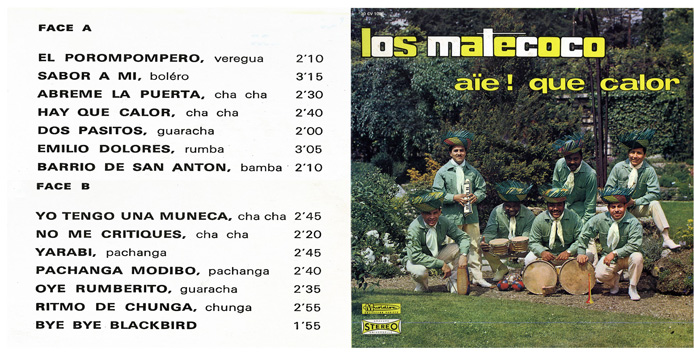 FACE A
EL POROMPOMPERO, veregua 2'10
SABOR A MI, boléro 3'15
ABREME LA PUERTA, cha cha 2'30
HAY QUE CALOR, cha cha 2'40
DOS PASITOS, guaracha 2'00
EMILIO DOLORES, rumba 3'05
BARRIO DE SAN ANTON, bamba 2'10
FACE B
YO TENGO UNA MUNECA, cha cha 2'45
NO ME CRITIQUES, cha cha 2'20
YARABI, pachanga 2'45
PACHANGA MODIBO, pachanga 2'40
OYE RUMBERITO, guaracha 2'35
RITMO DE CHUNGA, chunga 2'55
BYE BYE BLACKBIRD 1'55
los matecoco
aïe! que calor
STEREO